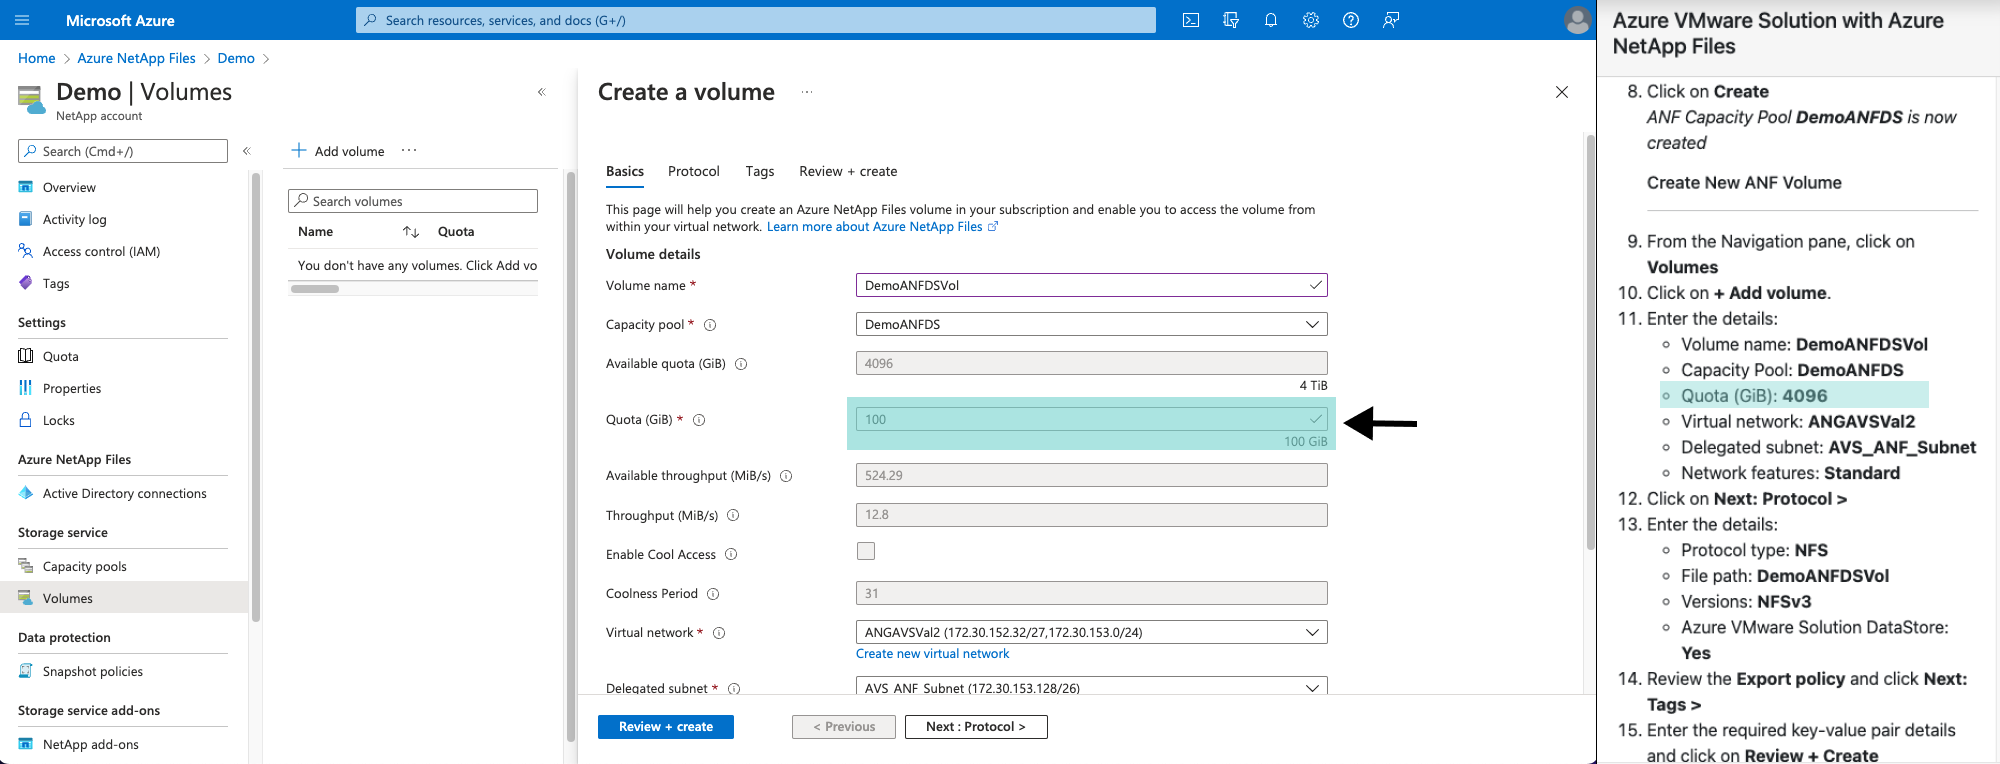 Microsoft Azure
Search resources, services, and docs (G+/)
Home > Azure NetApp Files > Demo >
Demo | Volumes
NetApp account
Search (Cmd+/)
Overview
Activity log
Access control (IAM)
Tags
Settings
Quota
Properties
Locks
Azure NetApp Files
Active Directory connections
Storage service
Capacity pools
Volumes
Data protection
Snapshot policies
Storage service add-ons
NetApp add-ons
+ Add volume ...
Search volumes
Name Quota
You don't have any volumes. Click Add vo
Create a volume ...
Basics Protocol Tags Review + create
This page will help you create an Azure NetApp Files volume in your subscription and enable you to access the volume from
within your virtual network. Learn more about Azure NetApp Files
Volume details
Volume name * DemoANFDSVol
Capacity pool * DemoANFDS
Available quota (GiB) 4096
4 TiB
Quota (GiB) * 100
100 GiB
Available throughput (MiB/s) 524.29
Throughput (MiB/s) 12.8
Enable Cool Access
Coolness Period 31
Virtual network * ANGAVSVal2 (172.30.152.32/27,172.30.153.0/24)
Create new virtual network
Delegated subnet * AVS_ANF_Subnet (172.30.153.128/26)
Review + create < Previous Next : Protocol >
Azure VMware Solution with Azure
NetApp Files
8. Click on Create
ANF Capacity Pool DemoANFDS is now
created
Create New ANF Volume
9. From the Navigation pane, click on
Volumes
10. Click on + Add volume.
11. Enter the details:
Volume name: DemoANFDSVol
Capacity Pool: DemoANFDS
Quota (GiB): 4096
Virtual network: ANGAVSVal2
Delegated subnet: AVS_ANF_Subnet
Network features: Standard
12. Click on Next: Protocol >
13. Enter the details:
Protocol type: NFS
File path: DemoANFDSVol
Versions: NFSv3
Azure VMware Solution DataStore:
Yes
14. Review the Export policy and click Next:
Tags >
15. Enter the required key-value pair details
and click on Review + Create